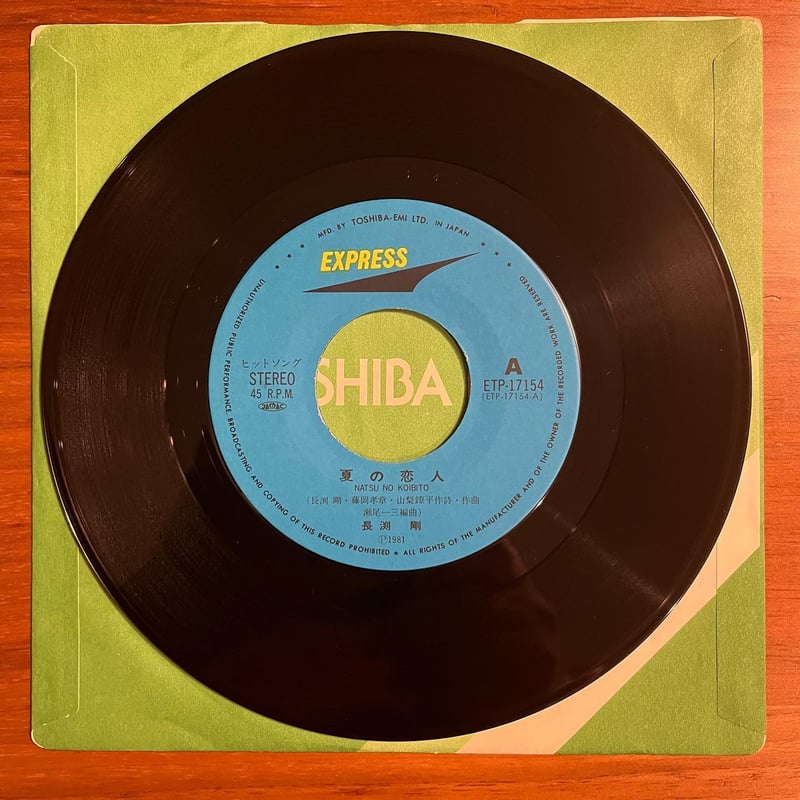 MFD. BY TOSHIBA-EMI LTD. IN JAPAN
EXPRESS
ヒットソング
STEREO
45 R.P.M.
JASRAC
SHIBA
A
ETP-17154
(ETP-17154-A)
夏の恋人
NATSU NO KOIBITO
(長渕 剛・藤岡孝章・山梨鐐平作詩・作曲
瀬尾一三編曲)
長渕 剛
Ⓟ1981
UNAUTHORIZED PUBLIC PERFORMANCE, BROADCASTING AND COPYING OF THIS RECORD PROHIBITED ★ ALL RIGHTS OF THE MANUFACTURER AND OF THE OWNER OF THE RECORDED WORK ARE RESERVED